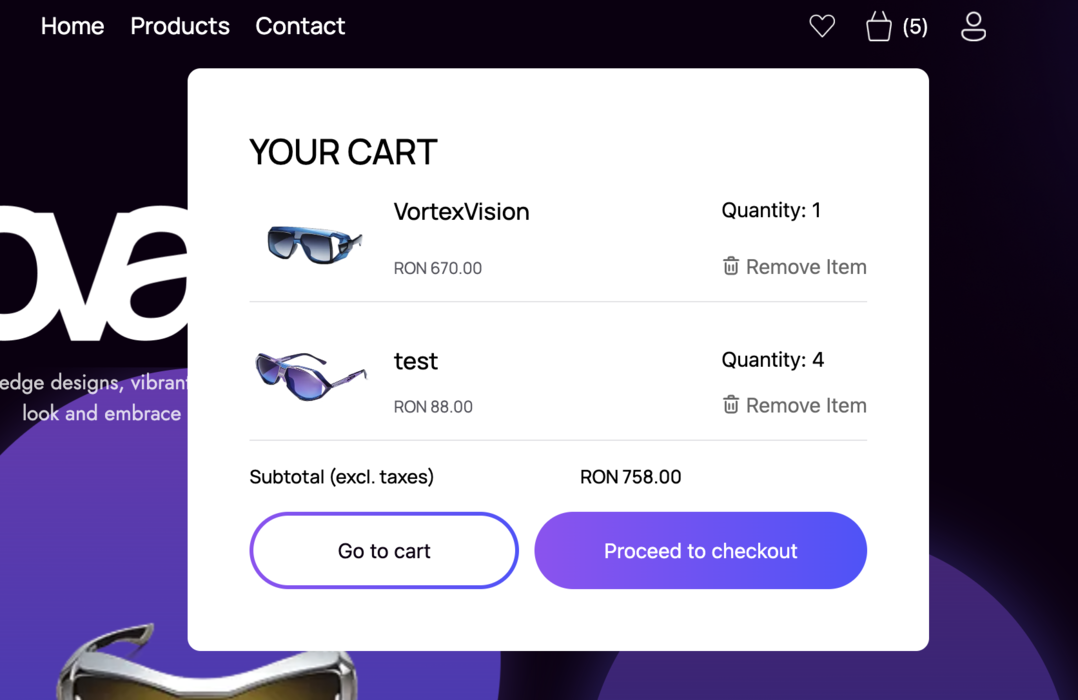 Home Products Contact (5)
YOUR CART
VortexVision Quantity: 1
RON 670.00 Remove Item
test Quantity: 4
RON 88.00 Remove Item
Subtotal (excl. taxes) RON 758.00
Go to cart Proceed to checkout
ova
edge designs, vibrant
look and embrace